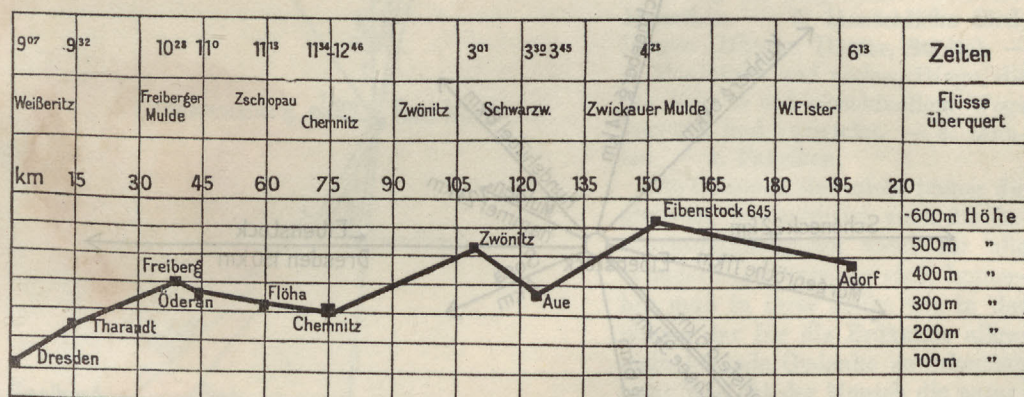 9⁰⁷ 9³² 10²⁸ 11⁰ 11¹³ 11³⁴-12⁴⁶ 3⁰¹ 3³⁰-3⁴⁵ 4²³ 6¹³ Zeiten
Weißeritz Freiberger Mulde Zschopau Chemnitz Zwönitz Schwarzw. Zwickauer Mulde W.Elster Flüsse überquert
km 15 30 45 60 75 90 105 120 135 150 165 180 195 210
Eibenstock 645 -600m Höhe
Zwönitz 500m "
Freiberg Adorf 400m "
Öderan Flöha Aue 300m "
Tharandt Chemnitz 200m "
Dresden 100m "